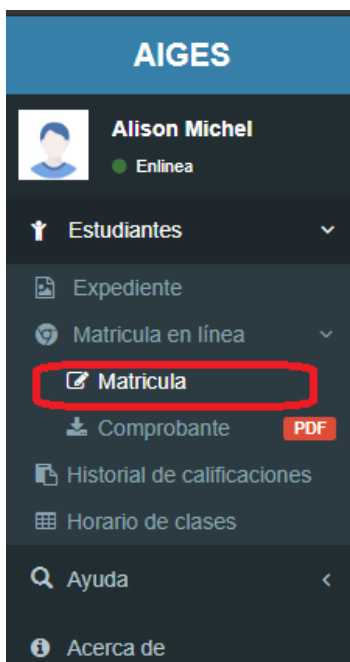 AIGES
Alison Michel
Enlinea
Estudiantes
Expediente
Matricula en línea
Matricula
Comprobante PDF
Historial de calificaciones
Horario de clases
Ayuda
Acerca de